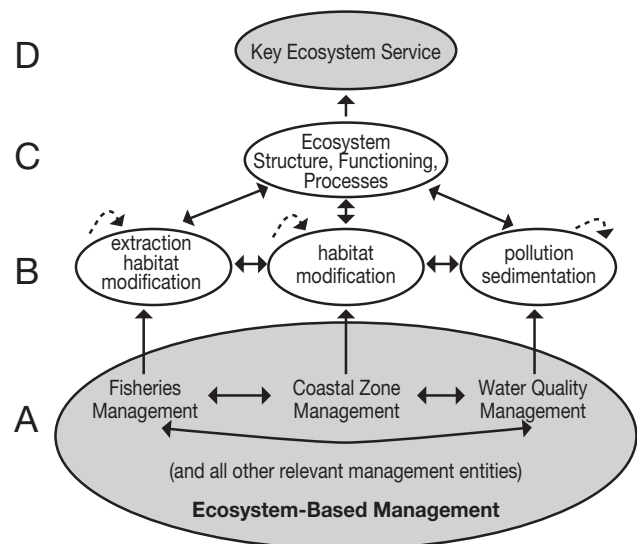 D
Key Ecosystem Service
C
Ecosystem
Structure, Functioning,
Processes
B
extraction
habitat
modification
habitat
modification
pollution
sedimentation
A
Fisheries
Management
Coastal Zone
Management
Water Quality
Management
(and all other relevant management entities)
Ecosystem-Based Management